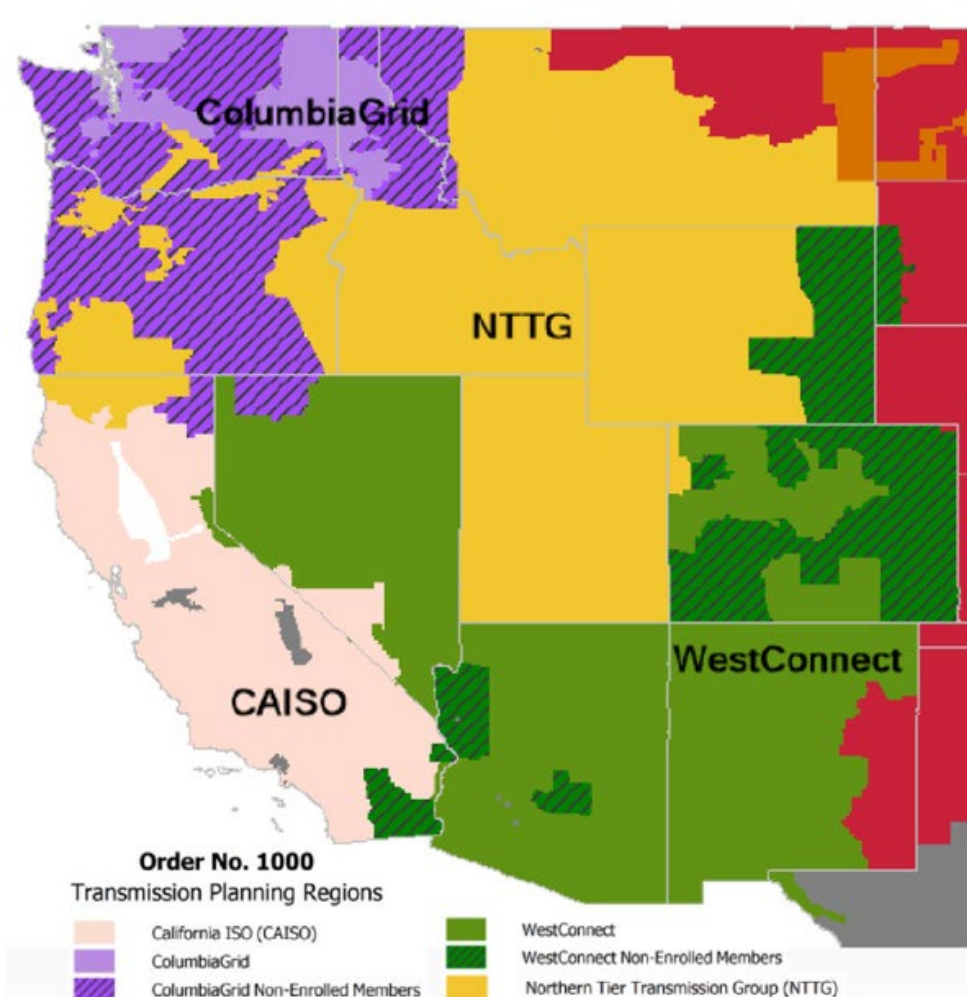 ColumbiaGrid
NTTG
WestConnect
CAISO
Order No. 1000
Transmission Planning Regions
California ISO (CAISO)
ColumbiaGrid
ColumbiaGrid Non-Enrolled Members
WestConnect
WestConnect Non-Enrolled Members
Northern Tier Transmission Group (NTTG)